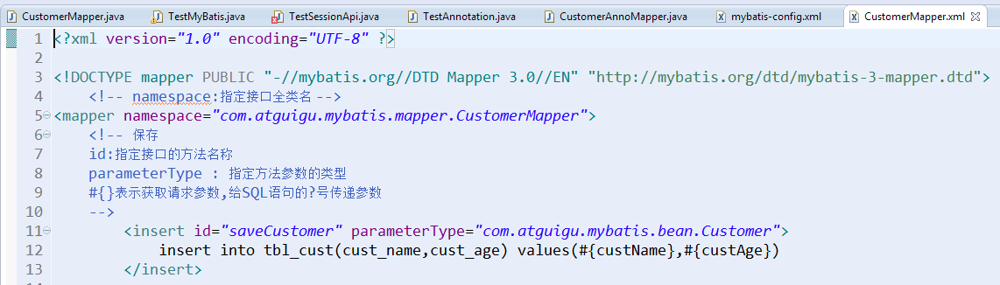 CustomerMapper.java TestMyBatis.java TestSessionApi.java TestAnnotation.java CustomerAnnoMapper.java mybatis-config.xml CustomerMapper.xml
1 <?xml version="1.0" encoding="UTF-8" ?>
2
3 <!DOCTYPE mapper PUBLIC "-//mybatis.org//DTD Mapper 3.0//EN" "http://mybatis.org/dtd/mybatis-3-mapper.dtd">
4 <!-- namespace:指定接口全类名 -->
5 <mapper namespace="com.atguigu.mybatis.mapper.CustomerMapper">
6 <!-- 保存
7 id:指定接口的方法名称
8 parameterType : 指定方法参数的类型
9 #{}表示获取请求参数,给SQL语句的?号传递参数
10 -->
11 <insert id="saveCustomer" parameterType="com.atguigu.mybatis.bean.Customer">
12 insert into tbl_cust(cust_name,cust_age) values(#{custName},#{custAge})
13 </insert>